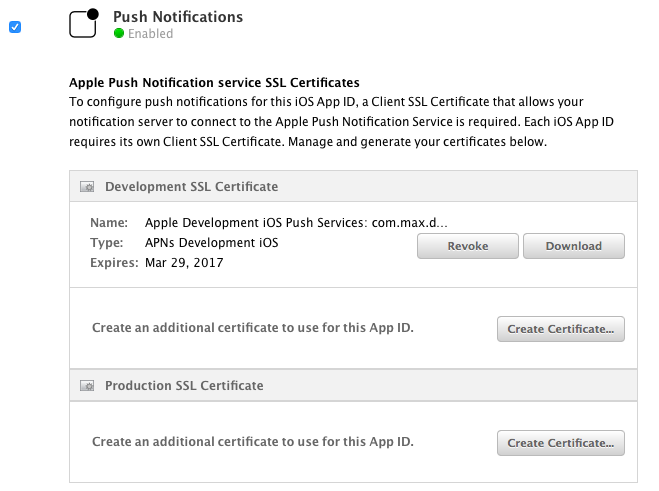 Push Notifications
Enabled
Apple Push Notification service SSL Certificates
To configure push notifications for this iOS App ID, a Client SSL Certificate that allows your
notification server to connect to the Apple Push Notification Service is required. Each iOS App ID
requires its own Client SSL Certificate. Manage and generate your certificates below.
Development SSL Certificate
Name: Apple Development iOS Push Services: com.max.d...
Type: APNs Development iOS
Revoke Download
Expires: Mar 29, 2017
Create an additional certificate to use for this App ID. Create Certificate...
Production SSL Certificate
Create an additional certificate to use for this App ID. Create Certificate...